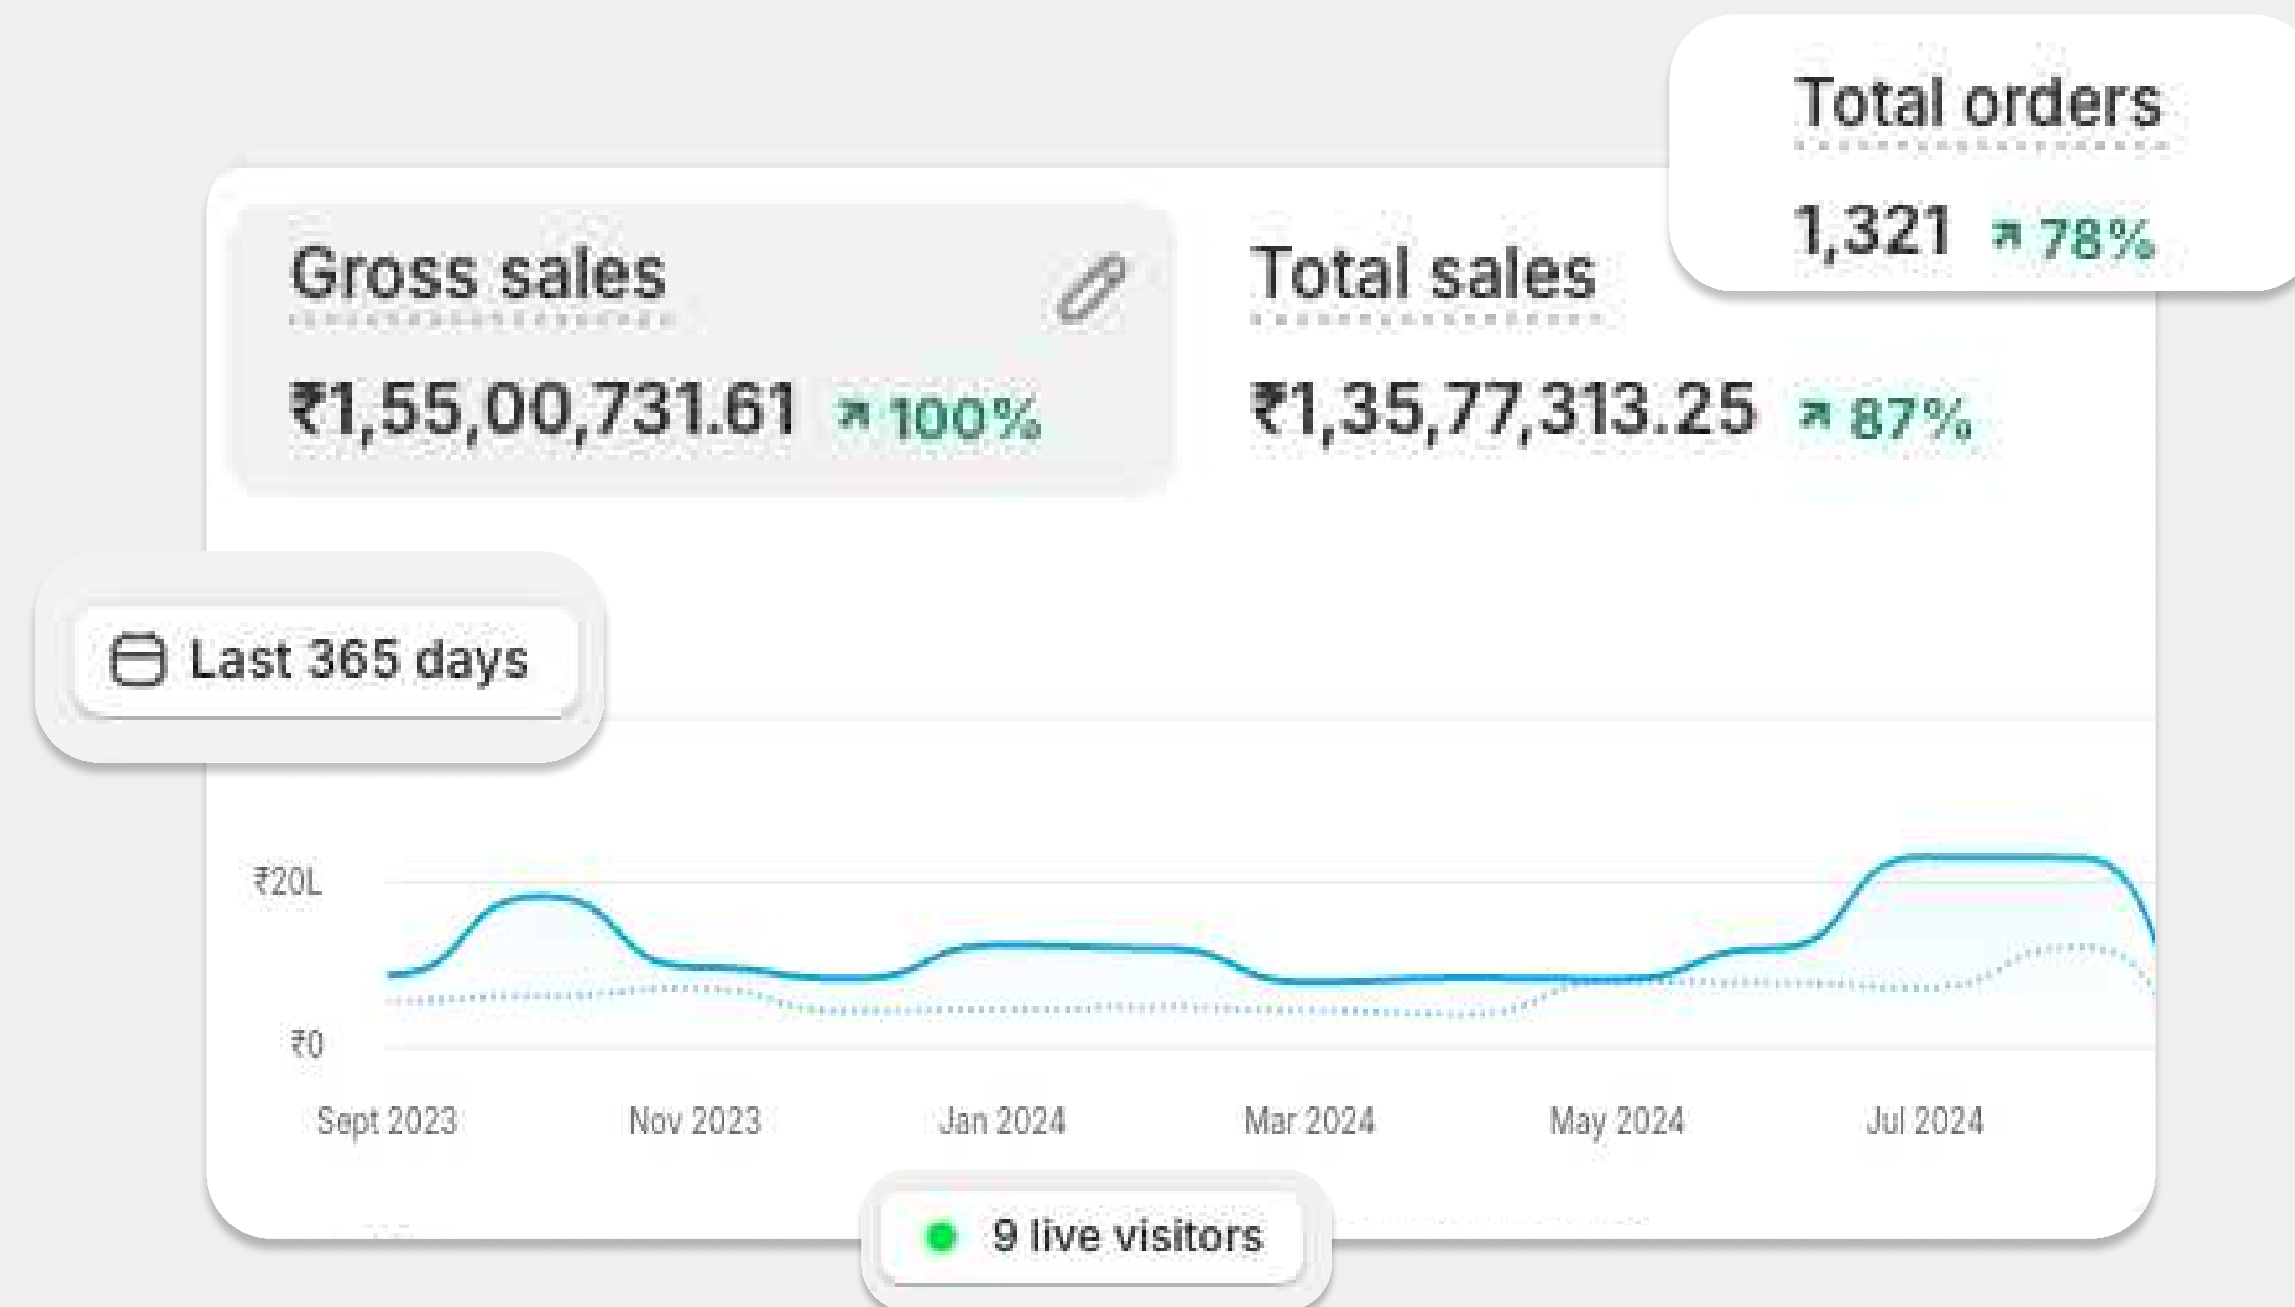 Total orders
1,321 ↗ 78%
Gross sales
₹1,55,00,731.61 ↗ 100%
Total sales
₹1,35,77,313.25 ↗ 87%
Last 365 days
₹20L
₹0
Sept 2023 Nov 2023 Jan 2024 Mar 2024 May 2024 Jul 2024
9 live visitors